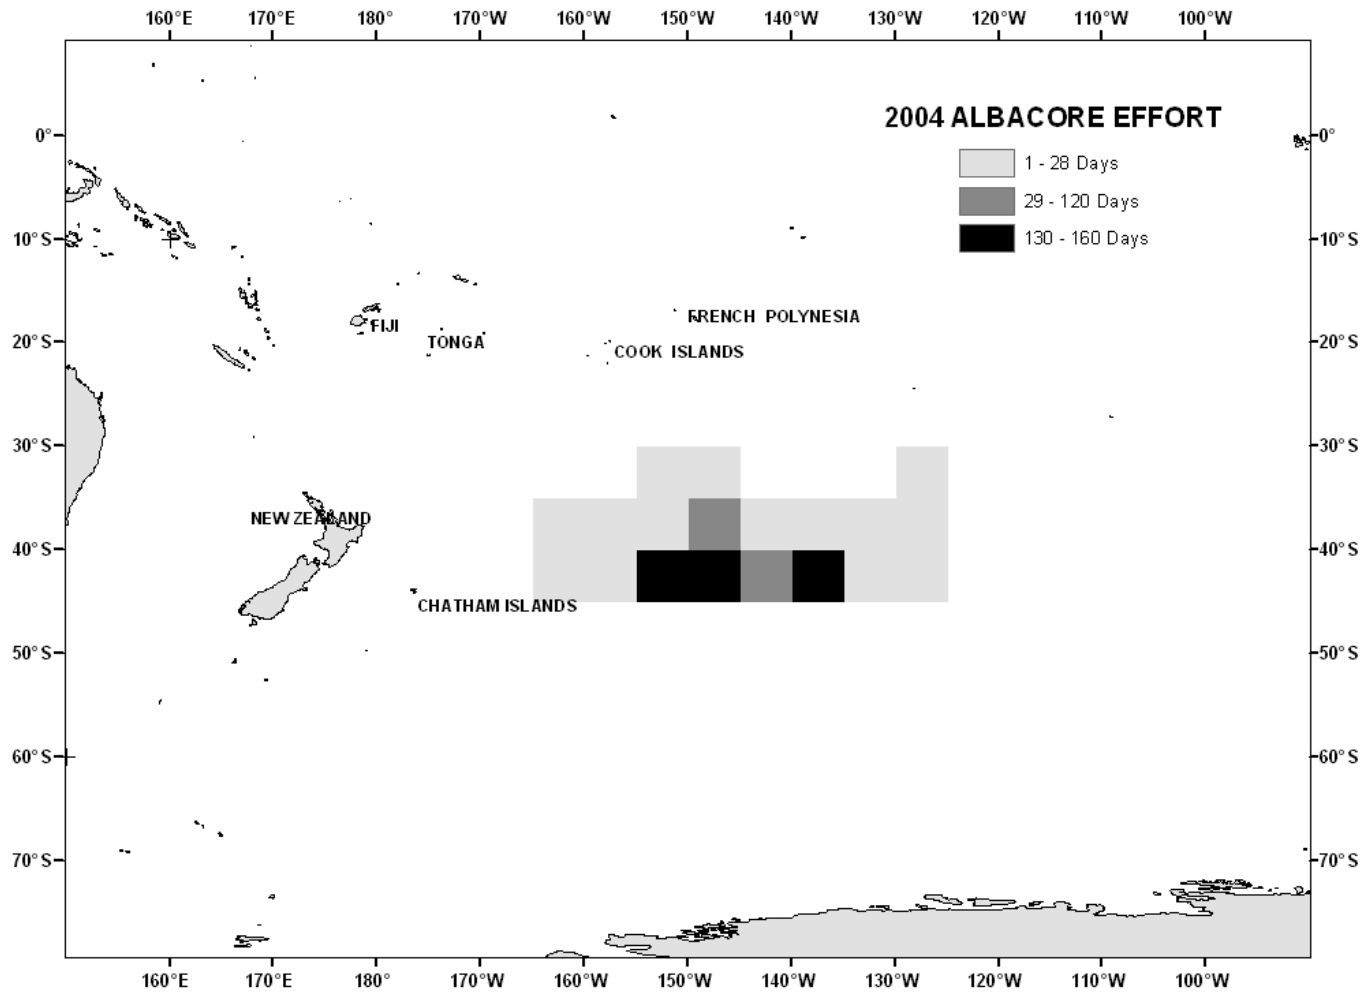 160°E 170°E 180° 170°W 160°W 150°W 140°W 130°W 120°W 110°W 100°W
2004 ALBACORE EFFORT
0° 0°
1 - 28 Days
29 - 120 Days
130 - 160 Days
10°S 10°S
FRENCH POLYNESIA
FIJI
TONGA
20°S 20°S
COOK ISLANDS
30°S 30°S
NEW ZEALAND
40°S 40°S
CHATHAM ISLANDS
50°S 50°S
60°S 60°S
70°S 70°S
160°E 170°E 180° 170°W 160°W 150°W 140°W 130°W 120°W 110°W 100°W